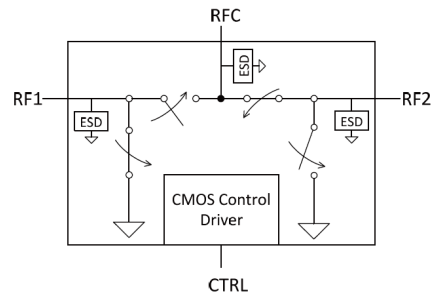 RFC
ESD
RF1
RF2
ESD
ESD
CMOS Control
Driver
CTRL